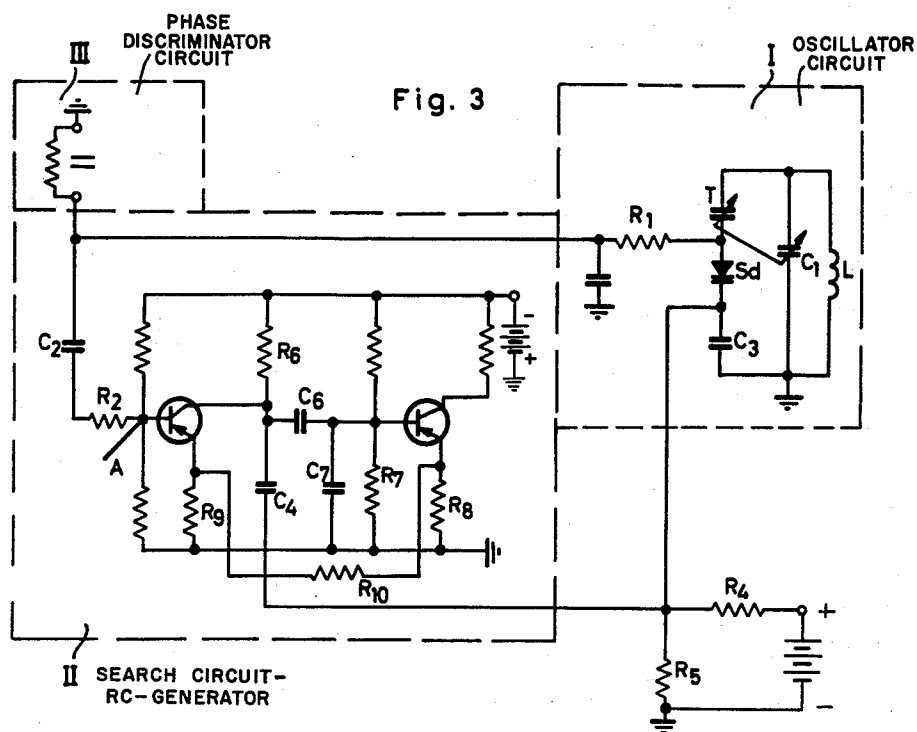 PHASE
DISCRIMINATOR
CIRCUIT
III
Fig. 3
I OSCILLATOR
CIRCUIT
R1
T
Sd
C1
L
C3
C2
R2
A
R6
C6
C7
R7
C4
R9
R8
R10
-
+
R4
+
R5
-
II SEARCH CIRCUIT-
RC-GENERATOR